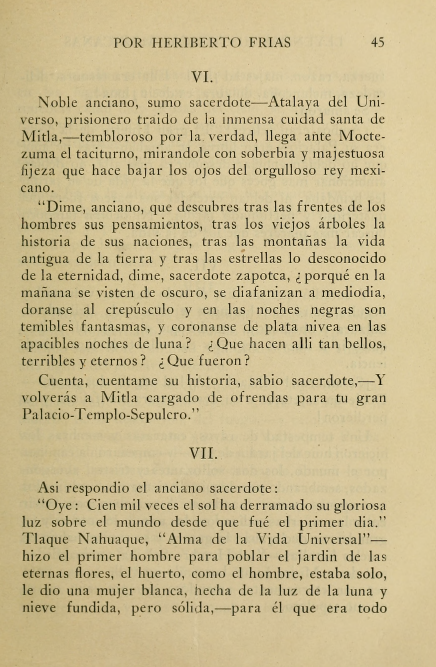 POR HERIBERTO FRIAS 45
VI.
Noble anciano, sumo sacerdote—Atalaya del Uni-
verso, prisionero traido de la inmensa cuidad santa de
Mitla,—tembloroso por la verdad, llega ante Mocte-
zuma el taciturno, mirandole con soberbia y majestuosa
fijeza que hace bajar los ojos del orgulloso rey mexi-
cano.
"Dime, anciano, que descubres tras las frentes de los
hombres sus pensamientos, tras los viejos árboles la
historia de sus naciones, tras las montañas la vida
antigua de la tierra y tras las estrellas lo desconocido
de la eternidad, dime, sacerdote zapotca, ¿porqué en la
mañana se visten de oscuro, se diafanizan a mediodia,
doranse al crepúsculo y en las noches negras son
temibles fantasmas, y coronanse de plata nivea en las
apacibles noches de luna? ¿Que hacen alli tan bellos,
terribles y eternos? ¿Que fueron?
Cuenta, cuentame su historia, sabio sacerdote,—Y
volverás a Mitla cargado de ofrendas para tu gran
Palacio-Templo-Sepulcro."
VII.
Asi respondio el anciano sacerdote:
"Oye: Cien mil veces el sol ha derramado su gloriosa
luz sobre el mundo desde que fué el primer dia."
Tlaque Nahuaque, "Alma de la Vida Universal"—
hizo el primer hombre para poblar el jardin de las
eternas flores, el huerto, como el hombre, estaba solo,
le dio una mujer blanca, hecha de la luz de la luna y
nieve fundida, pero sólida,—para él que era todo